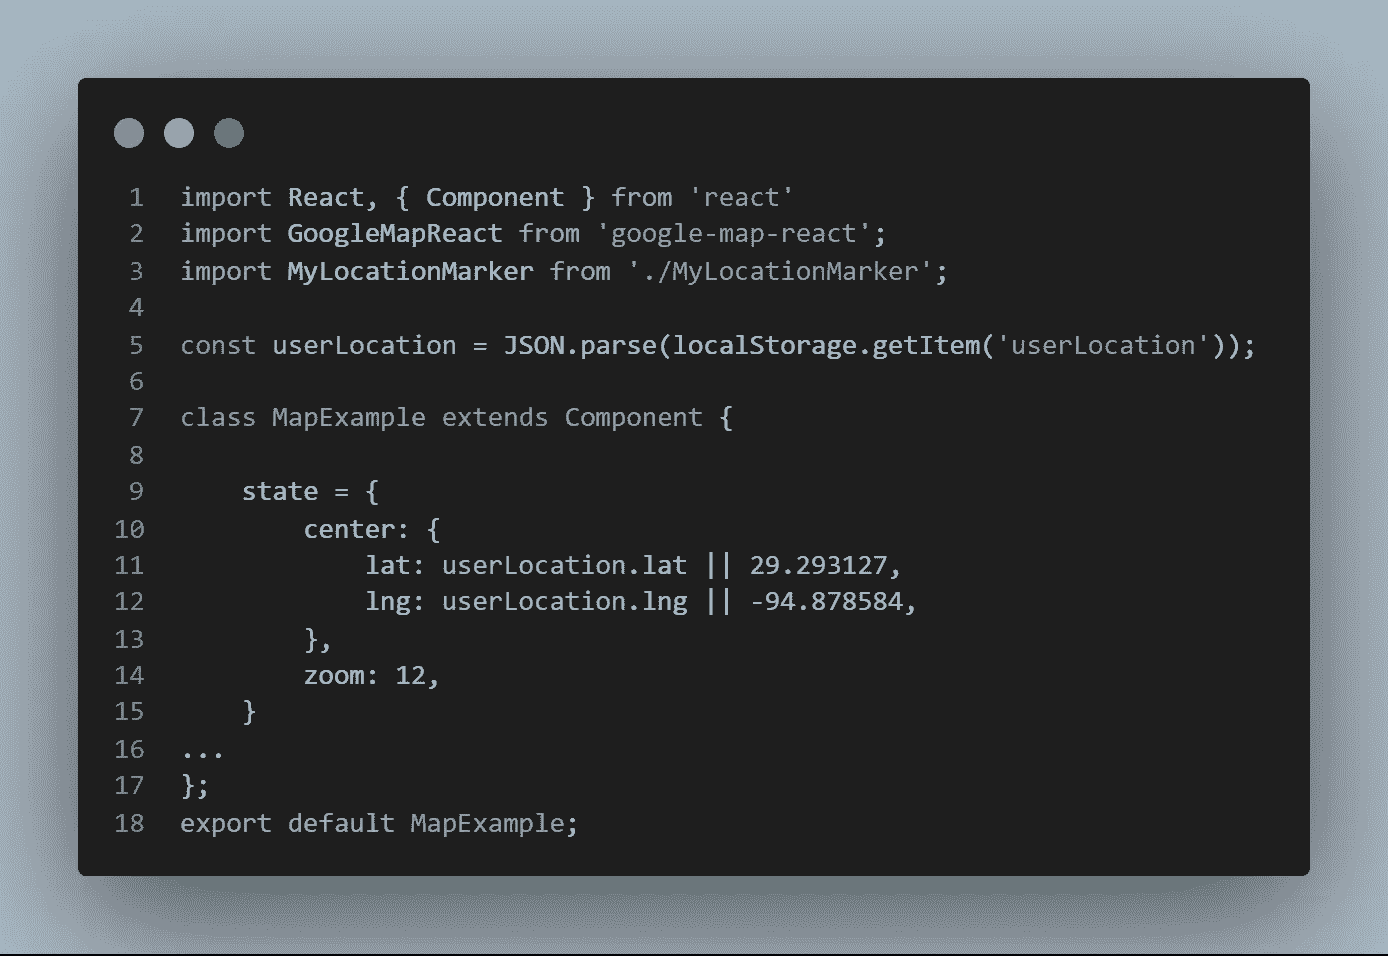 1 import React, { Component } from 'react'
2 import GoogleMapReact from 'google-map-react';
3 import MyLocationMarker from './MyLocationMarker';
4
5 const userLocation = JSON.parse(localStorage.getItem('userLocation'));
6
7 class MapExample extends Component {
8
9     state = {
10         center: {
11             lat: userLocation.lat || 29.293127,
12             lng: userLocation.lng || -94.878584,
13         },
14         zoom: 12,
15     }
16 ...
17 };
18 export default MapExample;